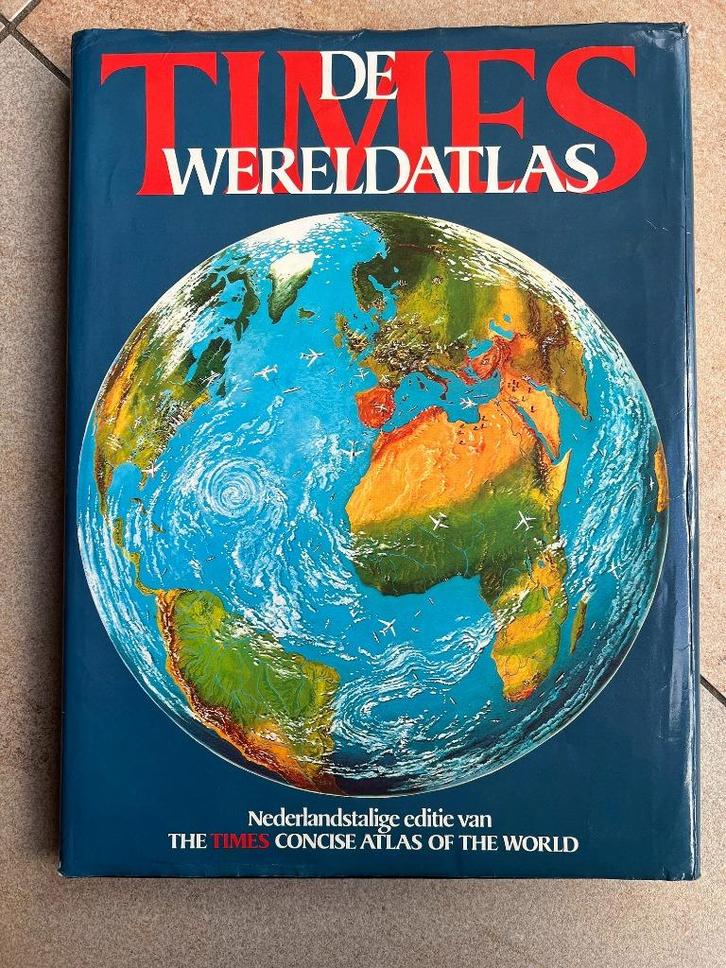 DE
TIMES
WERELDATLAS
Nederlandstalige editie van
THE TIMES CONCISE ATLAS OF THE WORLD